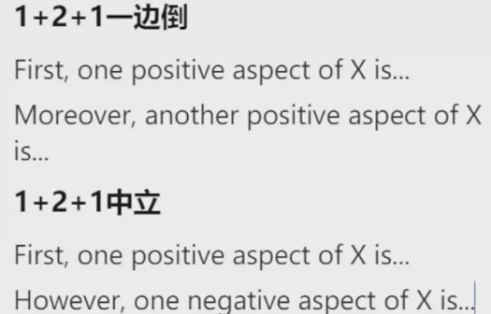 1+2+1一边倒
First, one positive aspect of X is...
Moreover, another positive aspect of X
is...
1+2+1中立
First, one positive aspect of X is...
However, one negative aspect of X is...